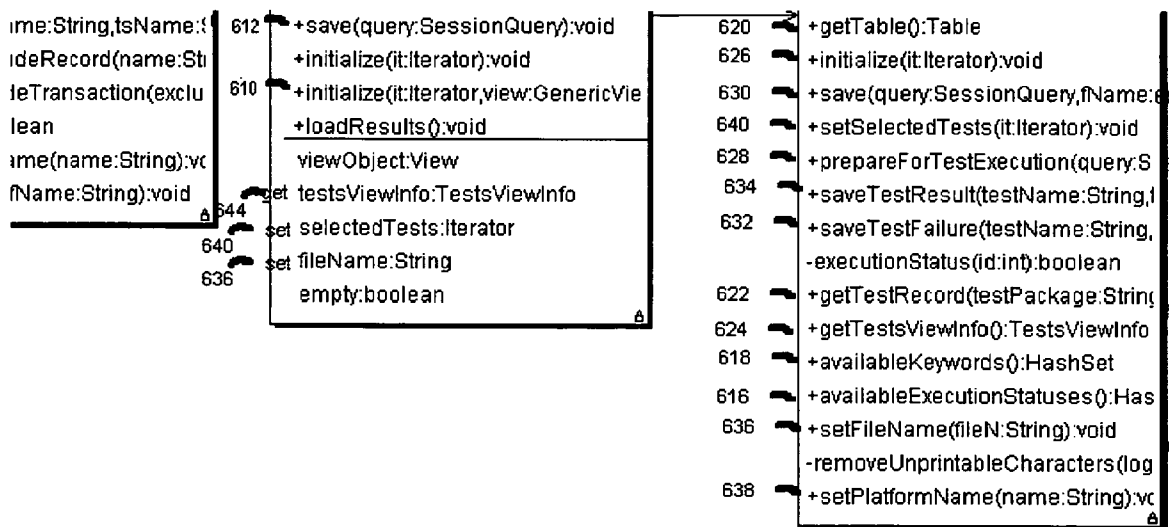 ime:String,tsName:S
ideRecord(name:Stri
leTransaction(exclu
lean
ame(name:String):vo
fName:String):void
612 +save(query:SessionQuery):void
+initialize(it:Iterator):void
610 +initialize(it:Iterator,view:GenericVie
+loadResults():void
viewObject:View
644 get testsViewInfo:TestsViewInfo
640 set selectedTests:Iterator
636 set fileName:String
empty:boolean
620 +getTable():Table
626 +initialize(it:Iterator):void
630 +save(query:SessionQuery,fName:
640 +setSelectedTests(it:Iterator):void
628 +prepareForTestExecution(query:S
634 +saveTestResult(testName:String,
632 +saveTestFailure(testName:String,
-executionStatus(id:int):boolean
622 +getTestRecord(testPackage:String
624 +getTestsViewInfo():TestsViewInfo
618 +availableKeywords():HashSet
616 +availableExecutionStatuses():Has
636 +setFileName(fileN:String):void
-removeUnprintableCharacters(log
638 +setPlatformName(name:String):vo